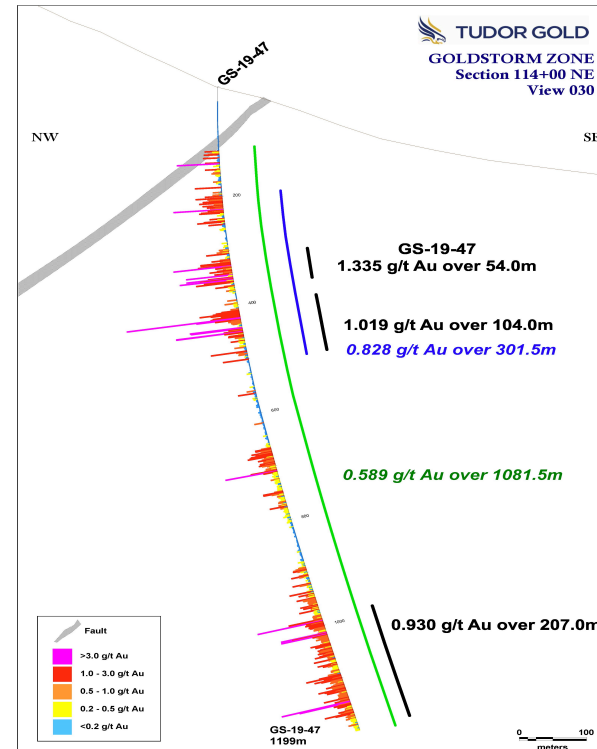 TUDOR GOLD
GOLDSTORM ZONE
Section 114+00 NE
View 030
GS-19-47
NW
SE
200
GS-19-47
1.335 g/t Au over 54.0m
400
1.019 g/t Au over 104.0m
0.828 g/t Au over 301.5m
600
0.589 g/t Au over 1081.5m
800
1000
0.930 g/t Au over 207.0m
Fault
>3.0 g/t Au
1.0 - 3.0 g/t Au
0.5 - 1.0 g/t Au
0.2 - 0.5 g/t Au
<0.2 g/t Au
GS-19-47
1199m
0 100
meters